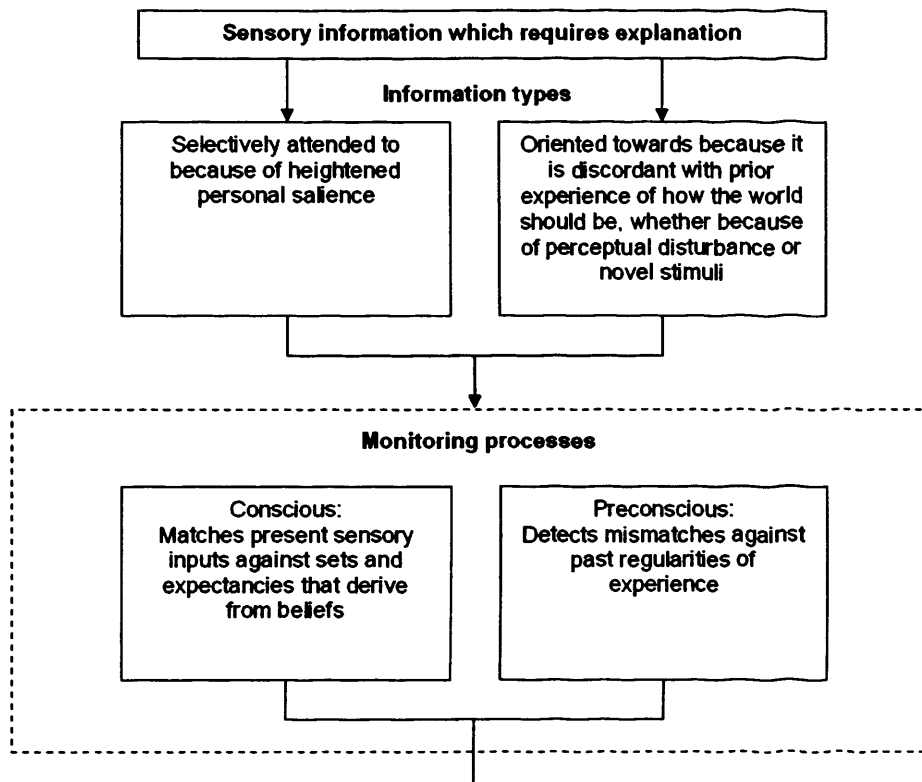 Sensory information which requires explanation
Information types
Selectively attended to
because of heightened
personal salience
Oriented towards because it
is discordant with prior
experience of how the world
should be, whether because
of perceptual disturbance or
novel stimuli
Monitoring processes
Conscious:
Matches present sensory
inputs against sets and
expectancies that derive
from beliefs
Preconscious:
Detects mismatches against
past regularities of
experience